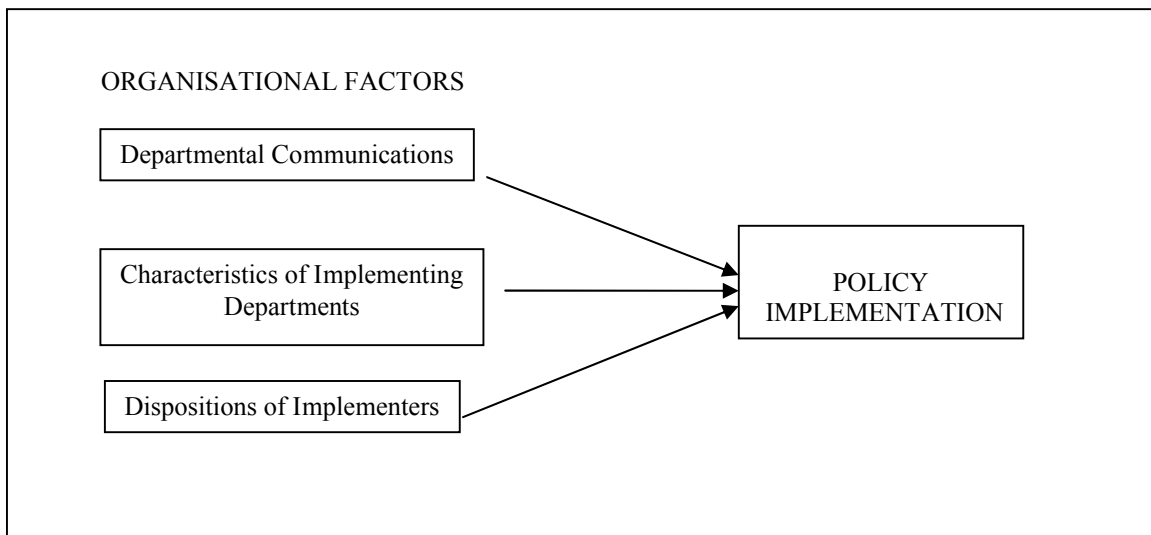 ORGANISATIONAL FACTORS
Departmental Communications
Characteristics of Implementing
Departments
Dispositions of Implementers
POLICY
IMPLEMENTATION